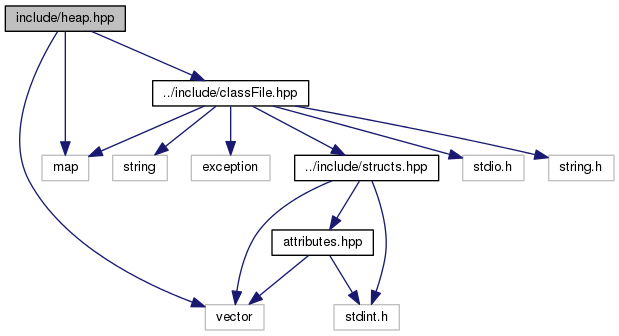 include/heap.hpp
../include/classFile.hpp
map
string
exception
../include/structs.hpp
stdio.h
string.h
attributes.hpp
vector
stdint.h